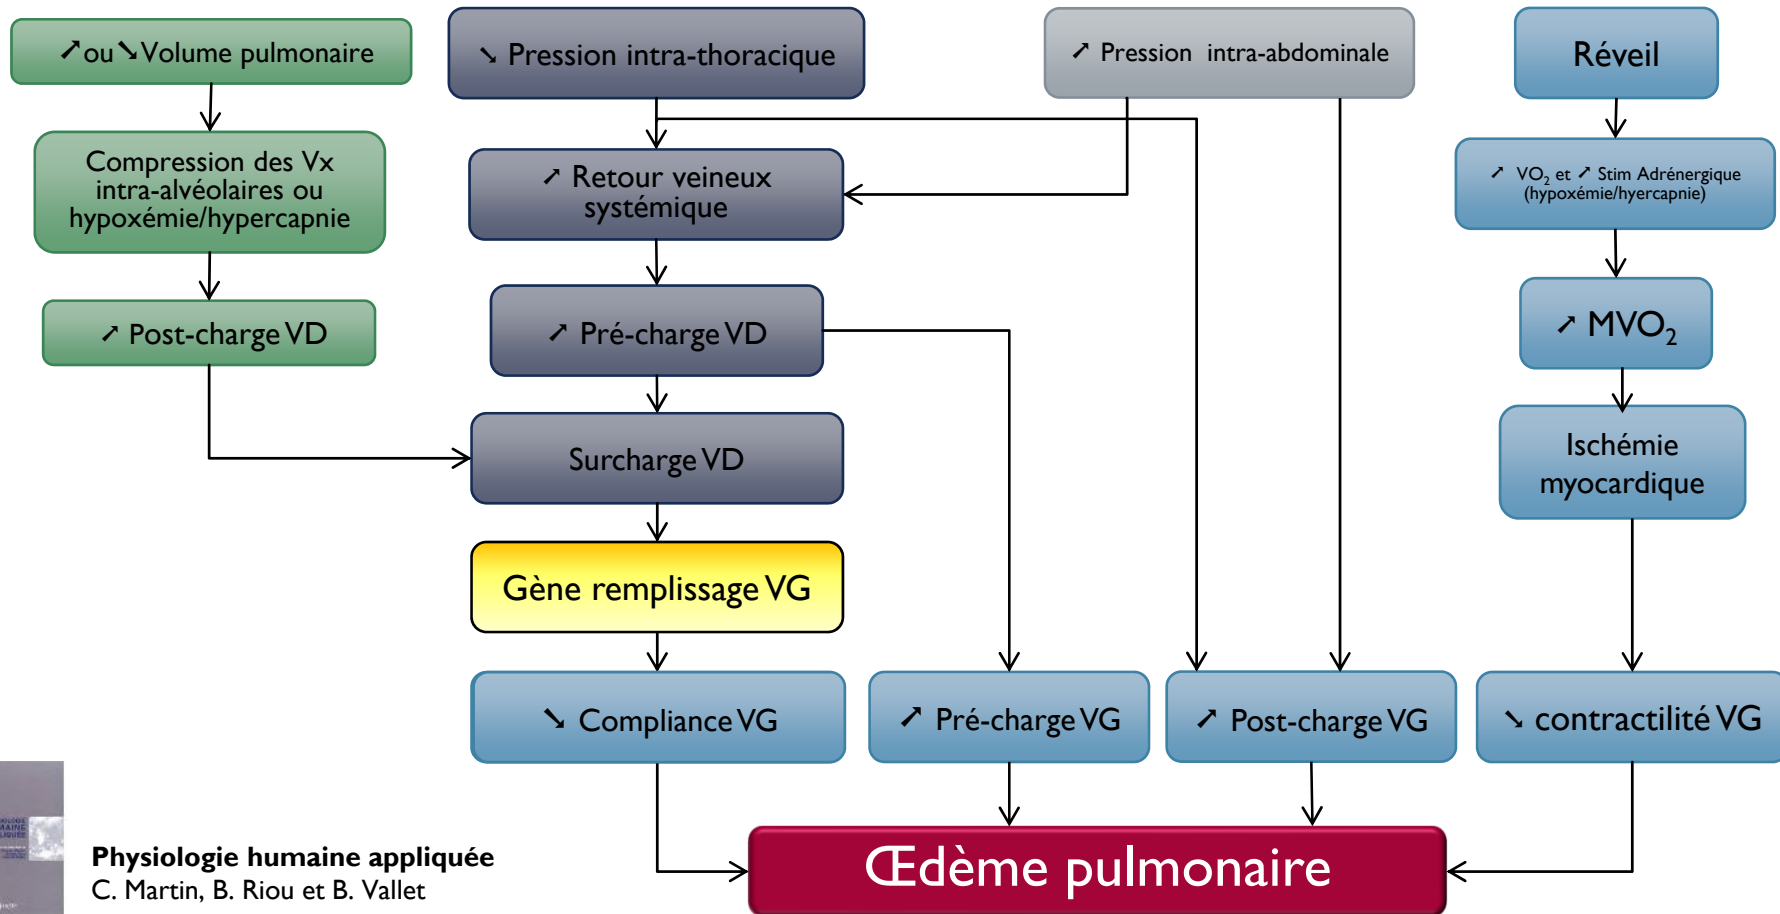 ↗ ou ↘ Volume pulmonaire
↘ Pression intra-thoracique
↗ Pression intra-abdominale
Réveil
Compression des Vx
intra-alvéolaires ou
hypoxémie/hypercapnie
↗ Retour veineux
systémique
↗ VO₂ et ↗ Stim Adrénergique
(hypoxémie/hyercapnie)
↗ Post-charge VD
↗ Pré-charge VD
↗ MVO₂
Surcharge VD
Ischémie
myocardique
Gène remplissage VG
↘ Compliance VG
↗ Pré-charge VG
↗ Post-charge VG
↘ contractilité VG
Œdème pulmonaire
Physiologie humaine appliquée
C. Martin, B. Riou et B. Vallet